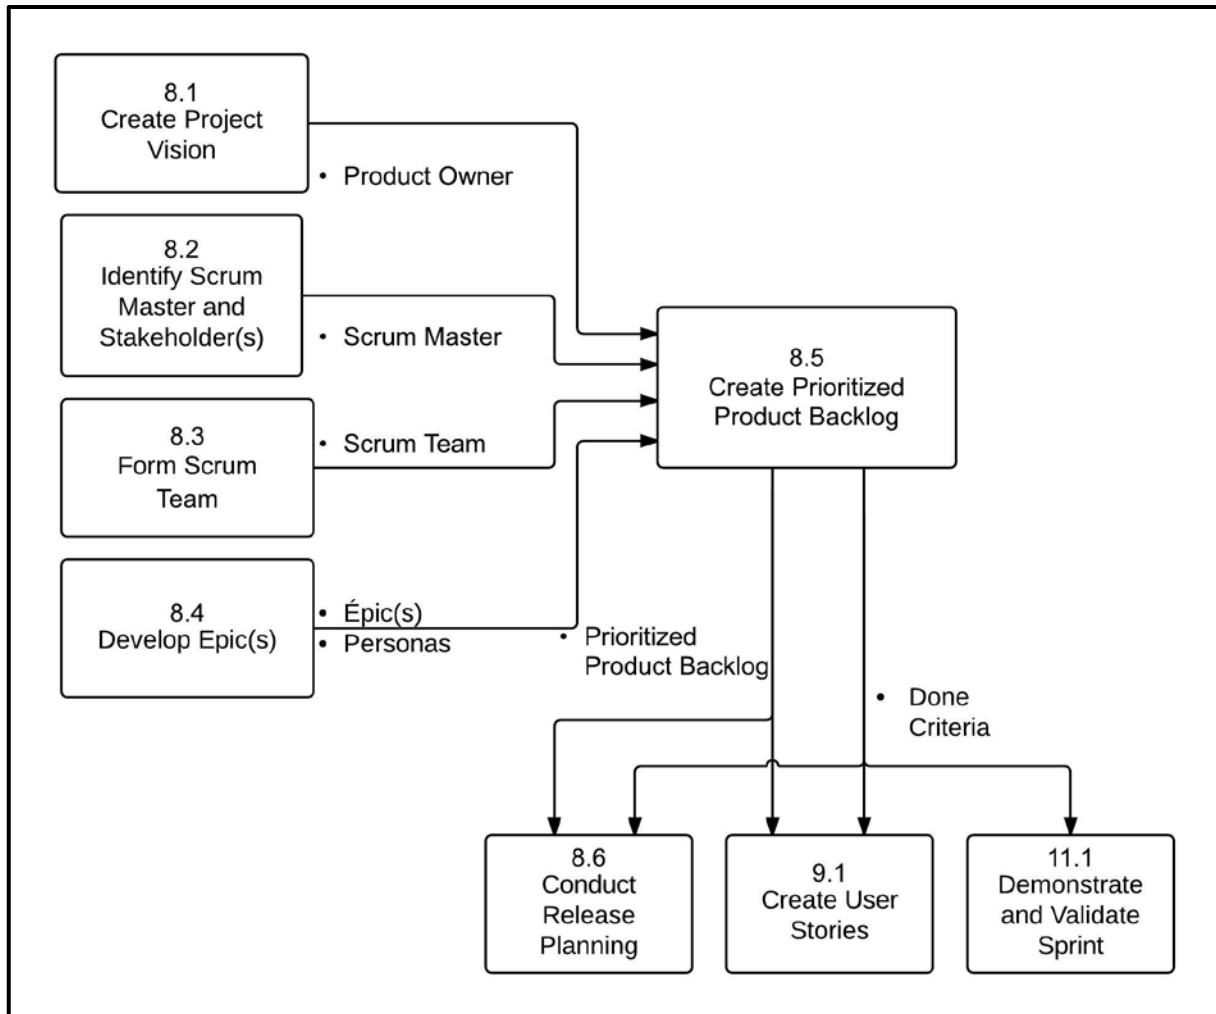 8.1
Create Project
Vision
• Product Owner
8.2
Identify Scrum
Master and
Stakeholder(s)
• Scrum Master
8.3
Form Scrum
Team
• Scrum Team
8.4
Develop Epic(s)
• Épic(s)
• Personas
8.5
Create Prioritized
Product Backlog
• Prioritized
Product Backlog
• Done
Criteria
8.6
Conduct
Release
Planning
9.1
Create User
Stories
11.1
Demonstrate
and Validate
Sprint